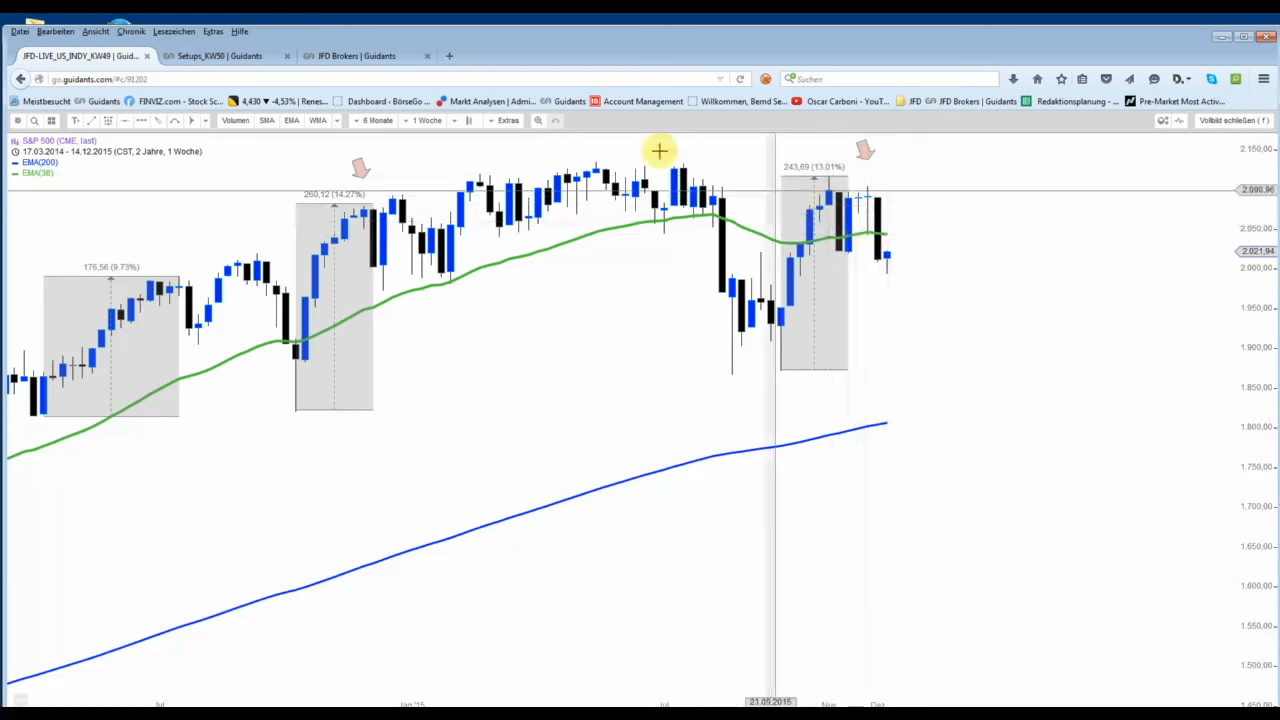 Datei Bearbeiten Ansicht Chronik Lesezeichen Extras Hilfe
JFD-LIVE_US_INDY_KW49 | Guid... × Setups_KW50 | Guidants × JFD Brokers | Guidants × +
go.guidants.com/#c/91202 Suchen
Meistbesucht Guidants FINVIZ.com - Stock Sc... 4,430 ▼ -4,53% | Renes... Dashboard ‹ BörseGo ... Markt Analysen | Admi... Guidants Account Management Willkommen, Bernd Se... Oscar Carboni - YouT... JFD JFD Brokers | Guidants Redaktionsplanung - ... Pre-Market Most Activ...
Volumen SMA EMA WMA 6 Monate 1 Woche Extras Vollbild schließen ( f )
S&P 500 (CME, last)
17.03.2014 - 14.12.2015 (CST, 2 Jahre, 1 Woche)
EMA(200)
EMA(38)
2.150,00
243,69 (13.01%)
260,12 (14.27%)
2.050,00
2.021,94
176,56 (9.73%)
2.000,00
1.950,00
1.900,00
1.850,00
1.800,00
1.750,00
1.700,00
1.650,00
1.600,00
1.550,00
1.500,00
1.450,00
Jul Jan '15 Jul 21.09.2015 Nov Dez